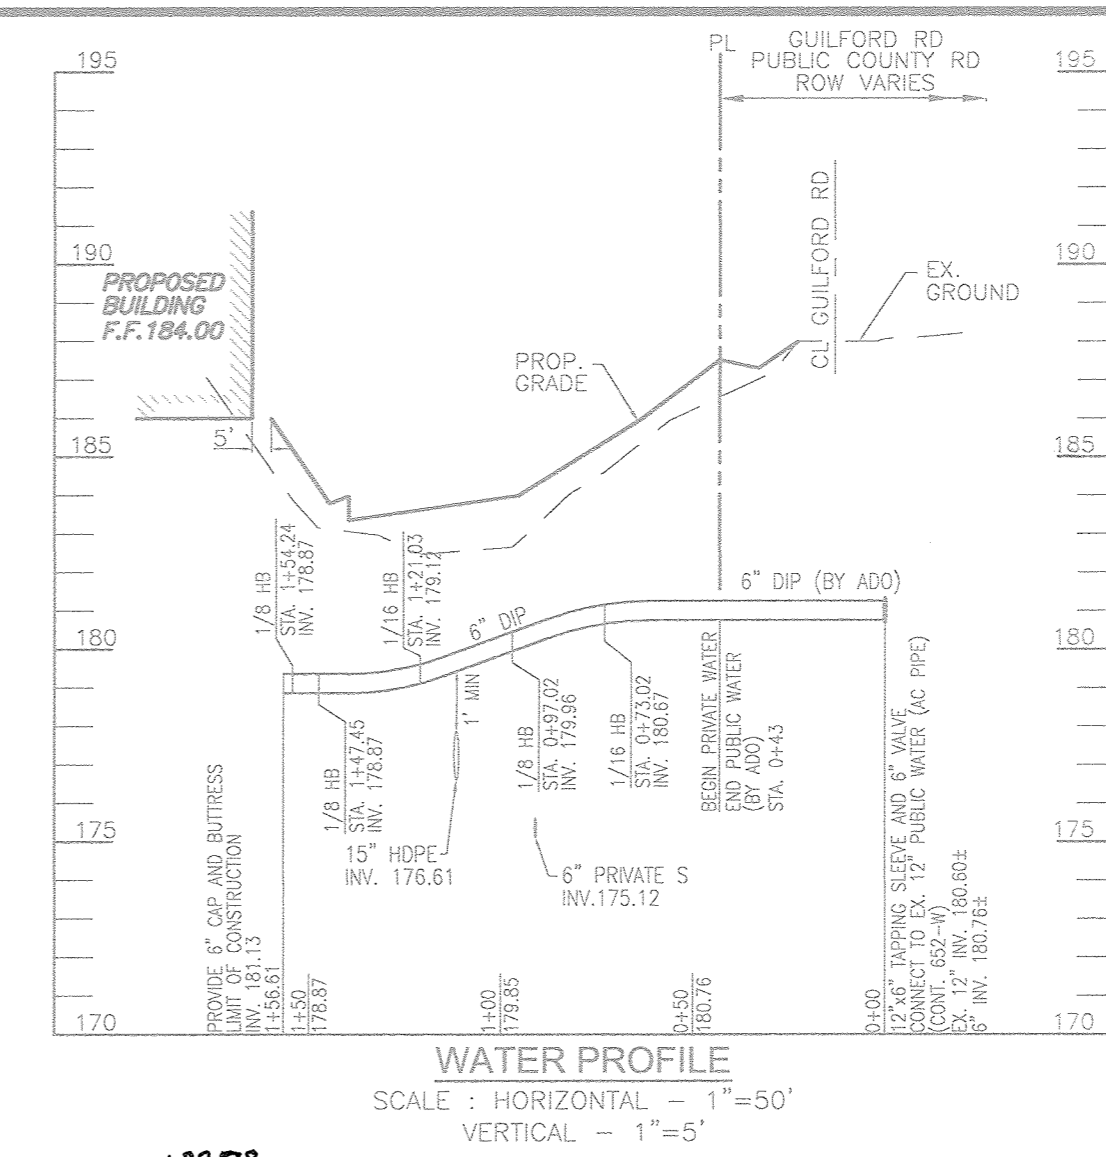 PL
GUILFORD RD
PUBLIC COUNTY RD
ROW VARIES
195
195
190
190
PROPOSED
BUILDING
F.F.184.00
CL GUILFORD RD
EX.
GROUND
PROP.
GRADE
5'
185
185
1/8 HB
STA. 1+54.24
INV. 178.87
1/16 HB
STA. 1+21.03
INV. 179.12
6" DIP
6" DIP (BY ADO)
180
180
1' MIN
1/8 HB
STA. 1+47.45
INV. 178.87
1/8 HB
STA. 0+97.02
INV. 179.96
1/16 HB
STA. 0+73.02
INV. 180.67
BEGIN PRIVATE WATER
END PUBLIC WATER
(BY ADO)
STA. 0+43
175
175
15" HDPE
INV. 176.61
6" PRIVATE S
INV.175.12
PROVIDE 6" CAP AND BUTTRESS
LIMIT OF CONSTRUCTION
INV. 181.13
1+56.61
1+50
178.87
1+00
179.85
0+50
180.76
0+00
12"x6" TAPPING SLEEVE AND 6" VALVE
CONNECT TO EX. 12" PUBLIC WATER (AC PIPE)
(CONT. 652-W)
EX. 12" INV. 180.60±
6" INV. 180.76±
170
170
WATER PROFILE
SCALE : HORIZONTAL - 1"=50'
VERTICAL - 1"=5'